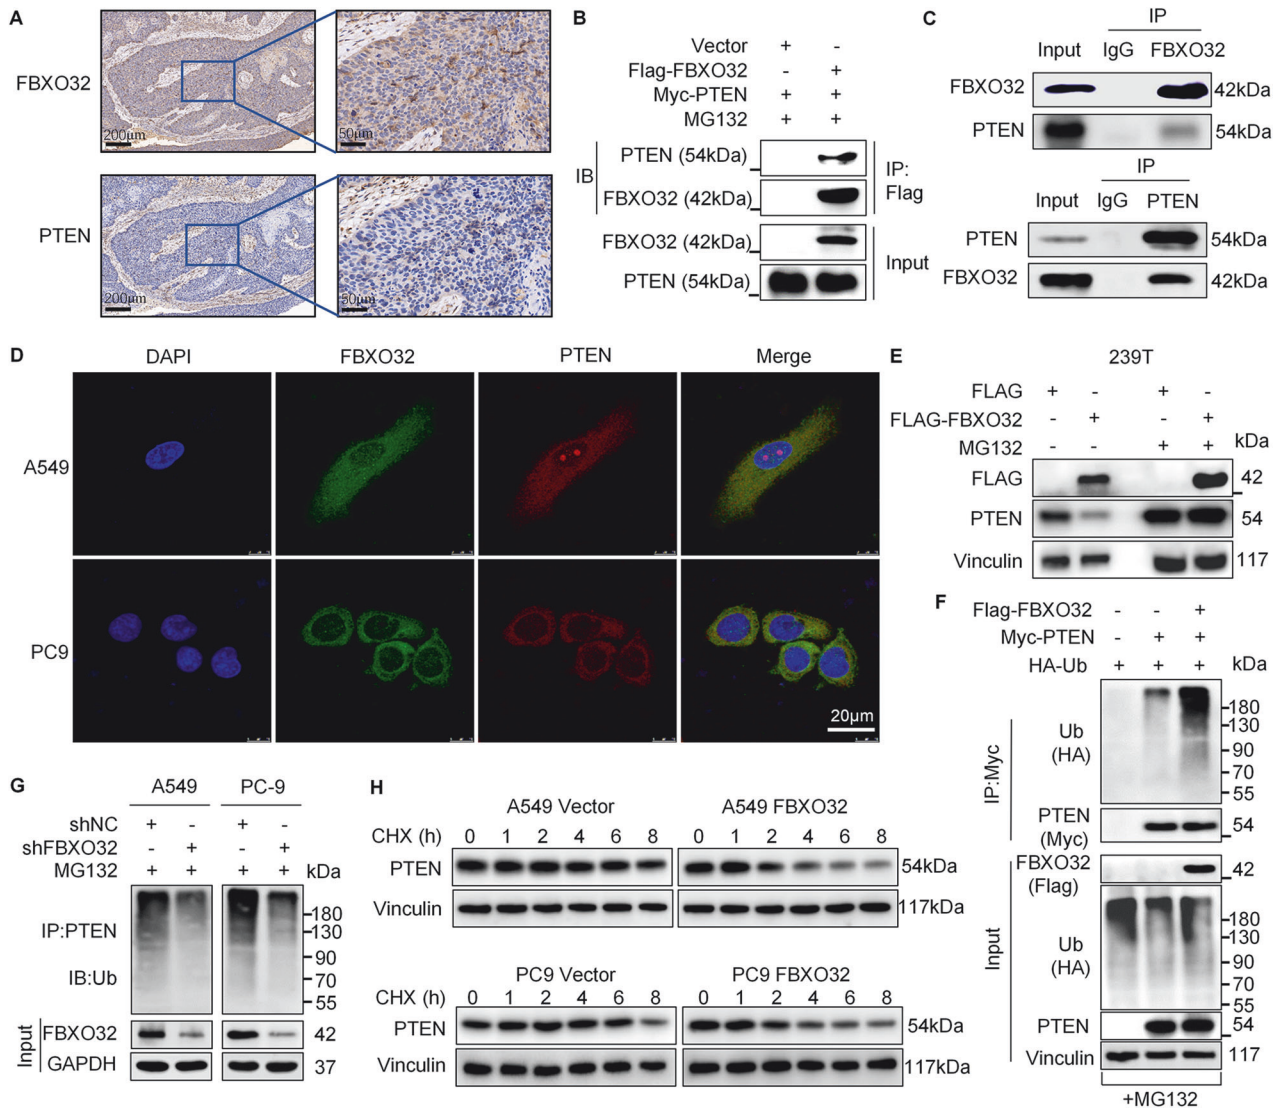 A
FBXO32
200μm
50μm
PTEN
200μm
50μm
B
Vector + -
Flag-FBXO32 - +
Myc-PTEN + +
MG132 + +
IB
PTEN (54kDa)
FBXO32 (42kDa)
IP:
Flag
FBXO32 (42kDa)
PTEN (54kDa)
Input
C
IP
Input IgG FBXO32
FBXO32 42kDa
PTEN 54kDa
IP
Input IgG PTEN
PTEN 54kDa
FBXO32 42kDa
D
DAPI FBXO32 PTEN Merge
A549
PC9
20μm
E
239T
FLAG + - + -
FLAG-FBXO32 - + - +
MG132 - - + + kDa
FLAG 42
PTEN 54
Vinculin 117
F
Flag-FBXO32 - - +
Myc-PTEN - + +
HA-Ub + + + kDa
IP:Myc
Ub
(HA)
180
130
90
70
55
PTEN
(Myc)
54
FBXO32
(Flag)
42
Input
Ub
(HA)
180
130
90
70
55
PTEN 54
Vinculin 117
+MG132
G
A549 PC-9
shNC + - + -
shFBXO32 - + - +
MG132 + + + + kDa
IP:PTEN
IB:Ub
180
130
90
70
55
Input
FBXO32 42
GAPDH 37
H
A549 Vector A549 FBXO32
CHX (h) 0 1 2 4 6 8 0 1 2 4 6 8
PTEN 54kDa
Vinculin 117kDa
PC9 Vector PC9 FBXO32
CHX (h) 0 1 2 4 6 8 0 1 2 4 6 8
PTEN 54kDa
Vinculin 117kDa